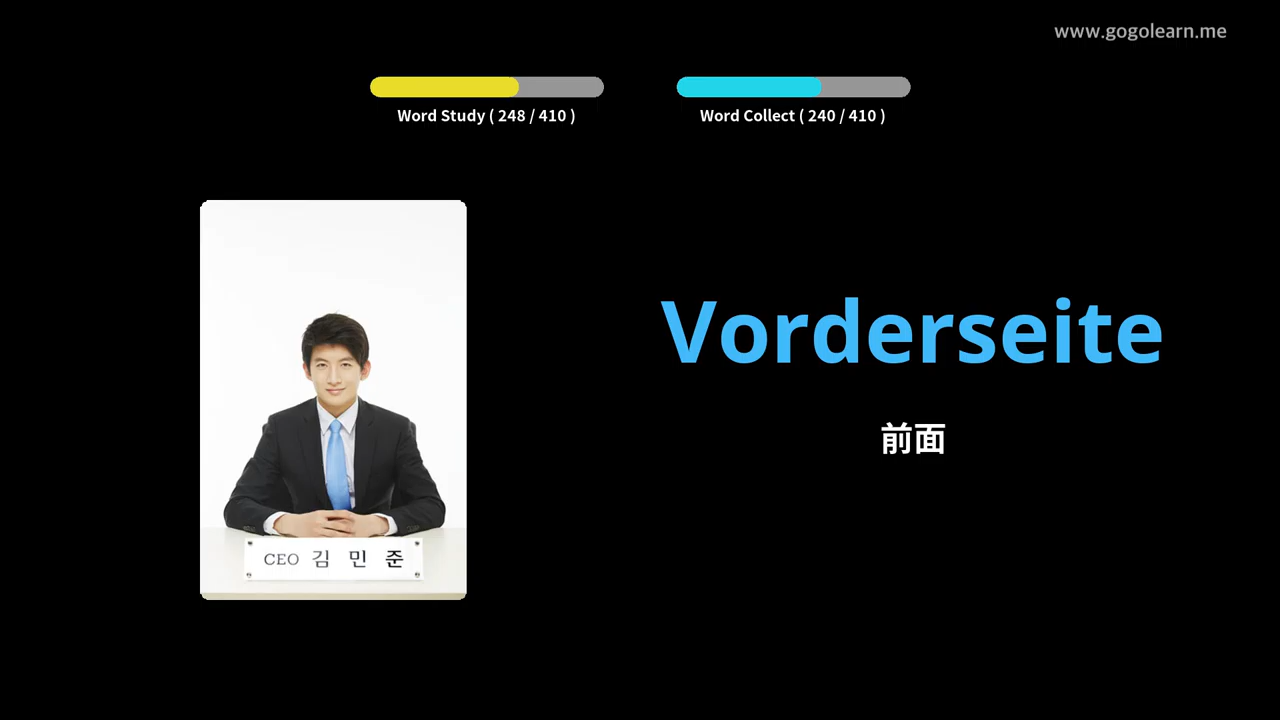 www.gogolearn.me
Word Study ( 248 / 410 )
Word Collect ( 240 / 410 )
Vorderseite
前面
CEO 김 민 준